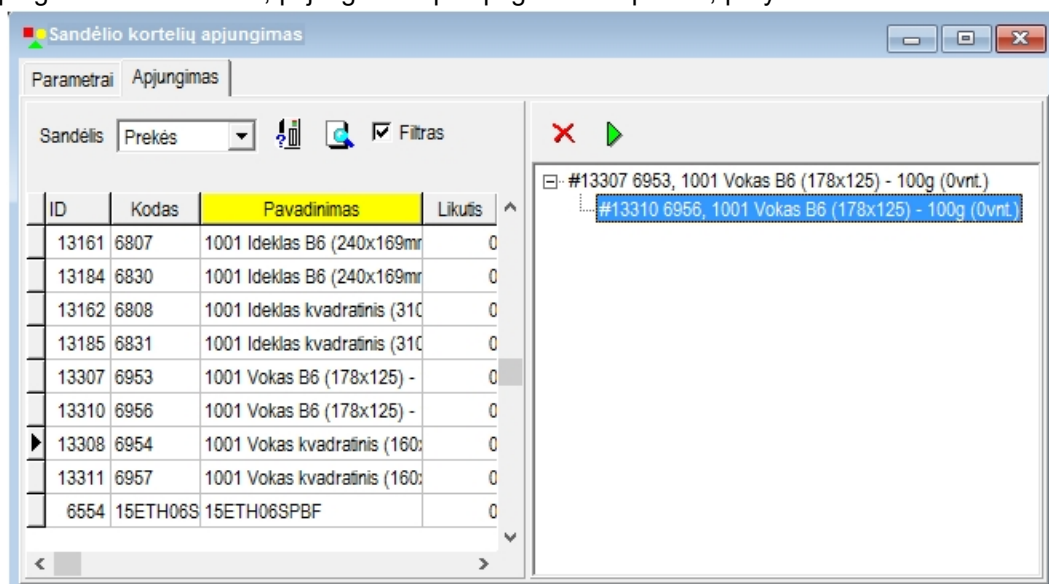 Sandėlio kortelių apjungimas
Parametrai Apjungimas
Sandėlis Prekės Filtras
ID Kodas Pavadinimas Likutis
13161 6807 1001 Ideklas B6 (240x169mr 0
13184 6830 1001 Ideklas B6 (240x169mr 0
13162 6808 1001 Ideklas kvadratinis (310 0
13185 6831 1001 Ideklas kvadratinis (310 0
13307 6953 1001 Vokas B6 (178x125) - 0
13310 6956 1001 Vokas B6 (178x125) - 0
13308 6954 1001 Vokas kvadratinis (160x 0
13311 6957 1001 Vokas kvadratinis (160x 0
6554 15ETH06S 15ETH06SPBF 0
#13307 6953, 1001 Vokas B6 (178x125) - 100g (0vnt.)
#13310 6956, 1001 Vokas B6 (178x125) - 100g (0vnt.)